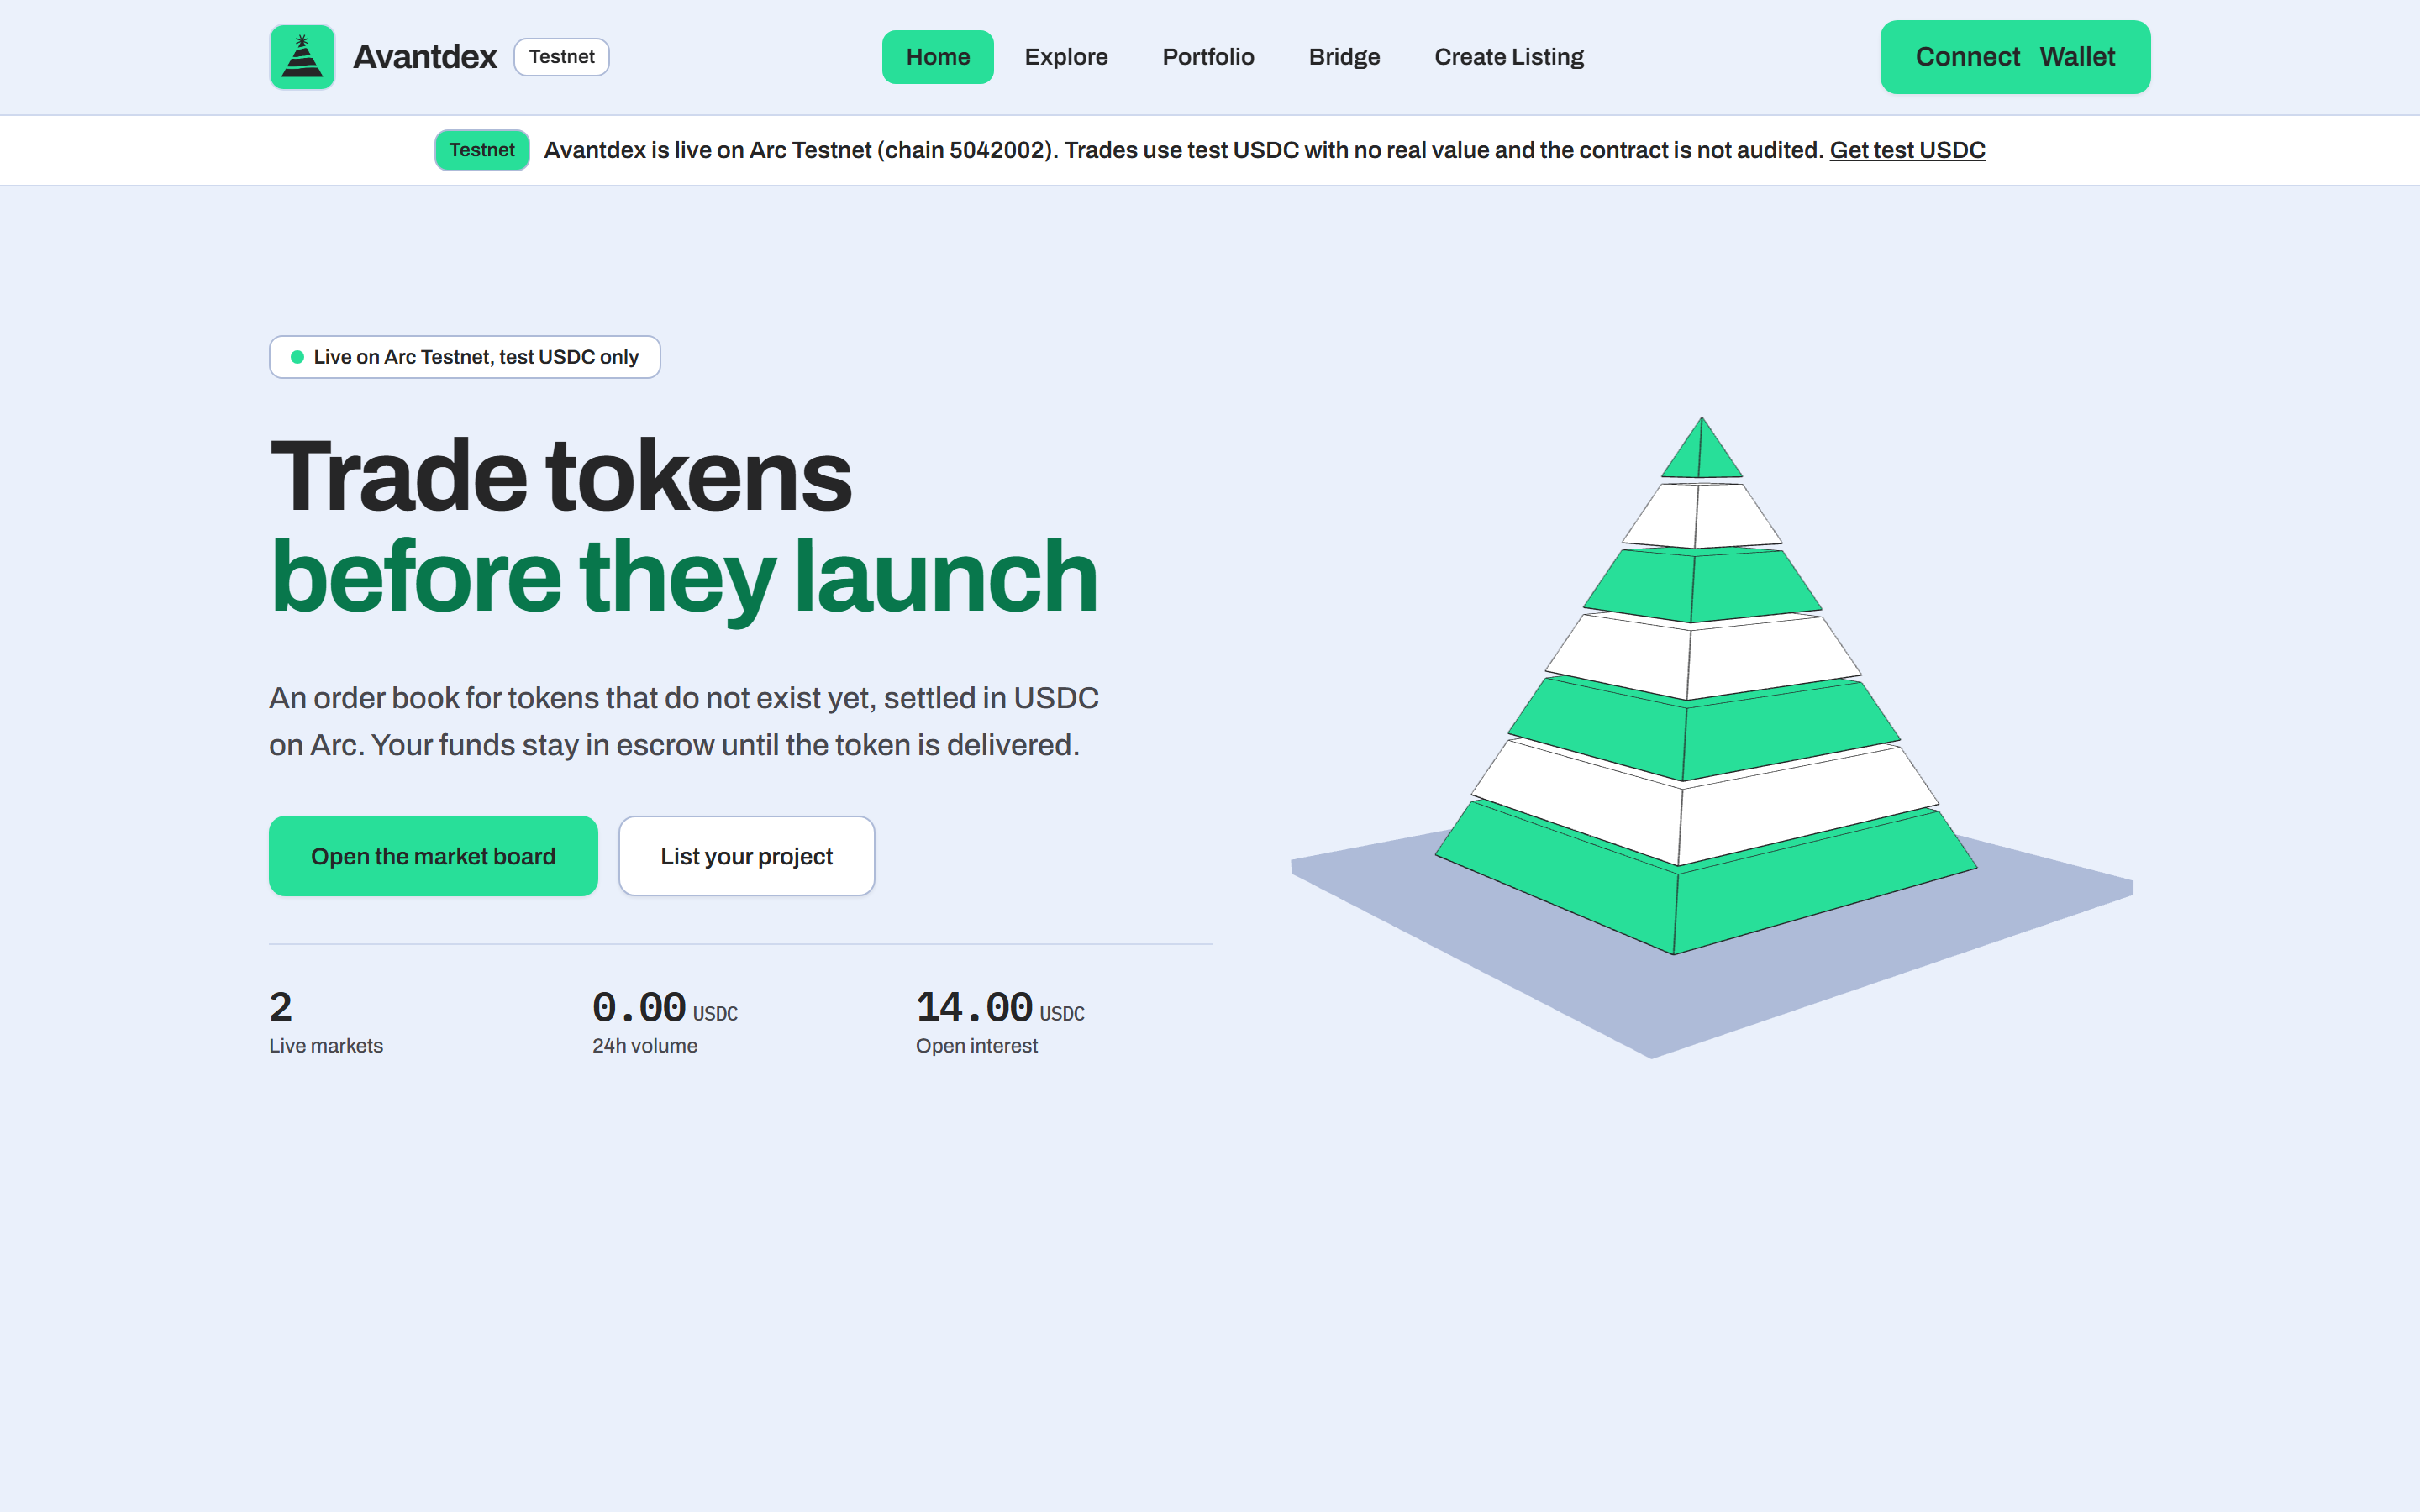 Avantdex
Testnet
Home
Explore
Portfolio
Bridge
Create Listing
Connect Wallet
Testnet
Avantdex is live on Arc Testnet (chain 5042002). Trades use test USDC with no real value and the contract is not audited. Get test USDC
Live on Arc Testnet, test USDC only
Trade tokens
before they launch
An order book for tokens that do not exist yet, settled in USDC
on Arc. Your funds stay in escrow until the token is delivered.
Open the market board
List your project
2
Live markets
0.00 USDC
24h volume
14.00 USDC
Open interest